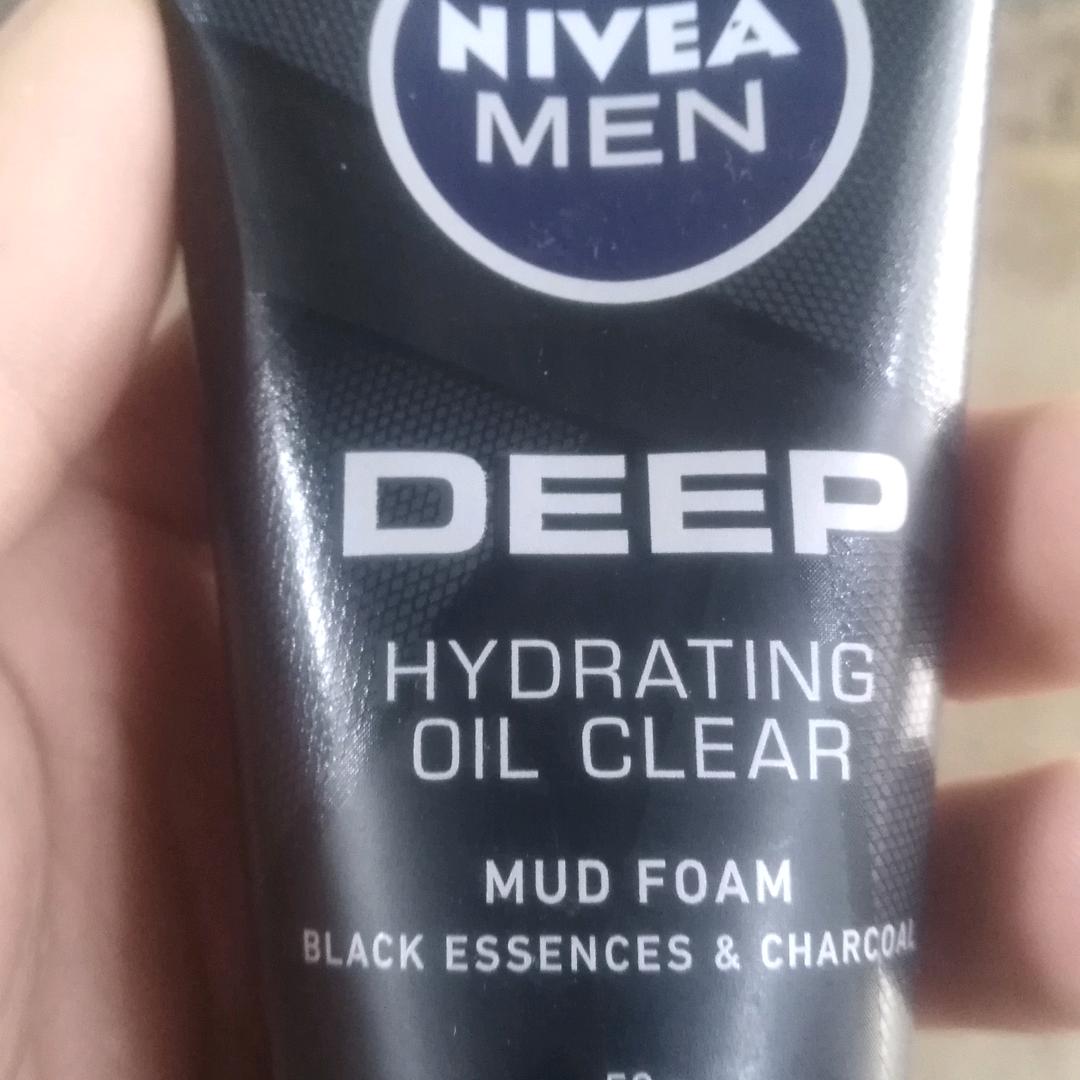 NIVEA
MEN
DEEP
HYDRATING
OIL CLEAR
MUD FOAM
BLACK ESSENCES & CHARCOAL